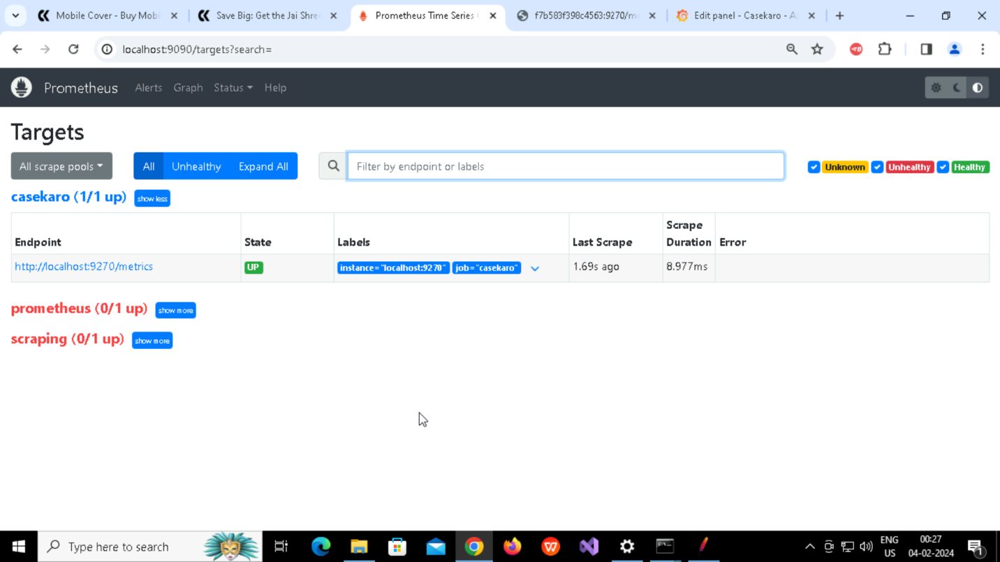 Mobile Cover - Buy Mobi
Save Big: Get the Jai Shre
Prometheus Time Series
f7b583f398c4563:9270/me
Edit panel - Casekaro - A
localhost:9090/targets?search=
Prometheus
Alerts
Graph
Status
Help
Targets
All scrape pools
All
Unhealthy
Expand All
Filter by endpoint or labels
Unknown
Unhealthy
Healthy
casekaro (1/1 up)
show less
Endpoint
State
Labels
Last Scrape
Scrape
Duration
Error
http://localhost:9270/metrics
UP
instance="localhost:9270"
job="casekaro"
1.69s ago
8.977ms
prometheus (0/1 up)
show more
scraping (0/1 up)
show more
Type here to search
ENG
US
00:27
04-02-2024
1